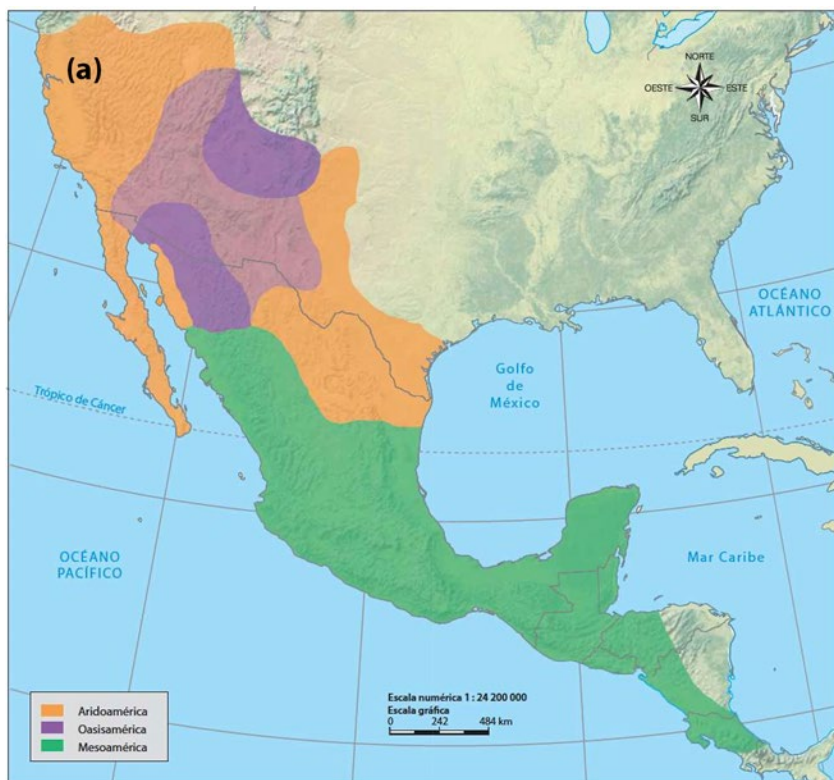 (a)
NORTE
OESTE
ESTE
SUR
OCÉANO
ATLÁNTICO
Golfo
de
México
Trópico de Cáncer
OCÉANO
PACÍFICO
Mar Caribe
Escala numérica 1 : 24 200 000
Escala gráfica
0 242 484 km
Aridoamérica
Oasisamérica
Mesoamérica